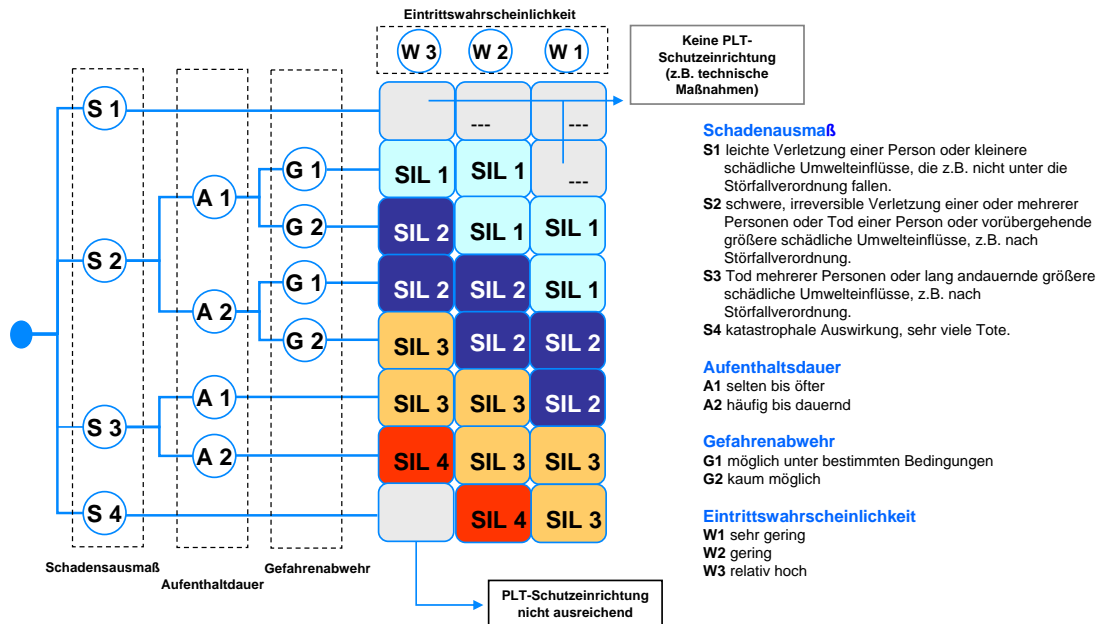 Eintrittswahrscheinlichkeit
W 3 W 2 W 1
Keine PLT-
Schutzeinrichtung
(z.B. technische
Maßnahmen)
S 1
--- ---
G 1
SIL 1 SIL 1 ---
A 1
G 2
SIL 2 SIL 1 SIL 1
S 2
G 1
SIL 2 SIL 2 SIL 1
A 2
G 2
SIL 3 SIL 2 SIL 2
A 1
SIL 3 SIL 3 SIL 2
S 3
A 2
SIL 4 SIL 3 SIL 3
S 4
SIL 4 SIL 3
Schadensausmaß
Aufenthaltdauer
Gefahrenabwehr
PLT-Schutzeinrichtung
nicht ausreichend
Schadenausmaß
S1 leichte Verletzung einer Person oder kleinere
schädliche Umwelteinflüsse, die z.B. nicht unter die
Störfallverordnung fallen.
S2 schwere, irreversible Verletzung einer oder mehrerer
Personen oder Tod einer Person oder vorübergehende
größere schädliche Umwelteinflüsse, z.B. nach
Störfallverordnung.
S3 Tod mehrerer Personen oder lang andauernde größere
schädliche Umwelteinflüsse, z.B. nach
Störfallverordnung.
S4 katastrophale Auswirkung, sehr viele Tote.
Aufenthaltsdauer
A1 selten bis öfter
A2 häufig bis dauernd
Gefahrenabwehr
G1 möglich unter bestimmten Bedingungen
G2 kaum möglich
Eintrittswahrscheinlichkeit
W1 sehr gering
W2 gering
W3 relativ hoch